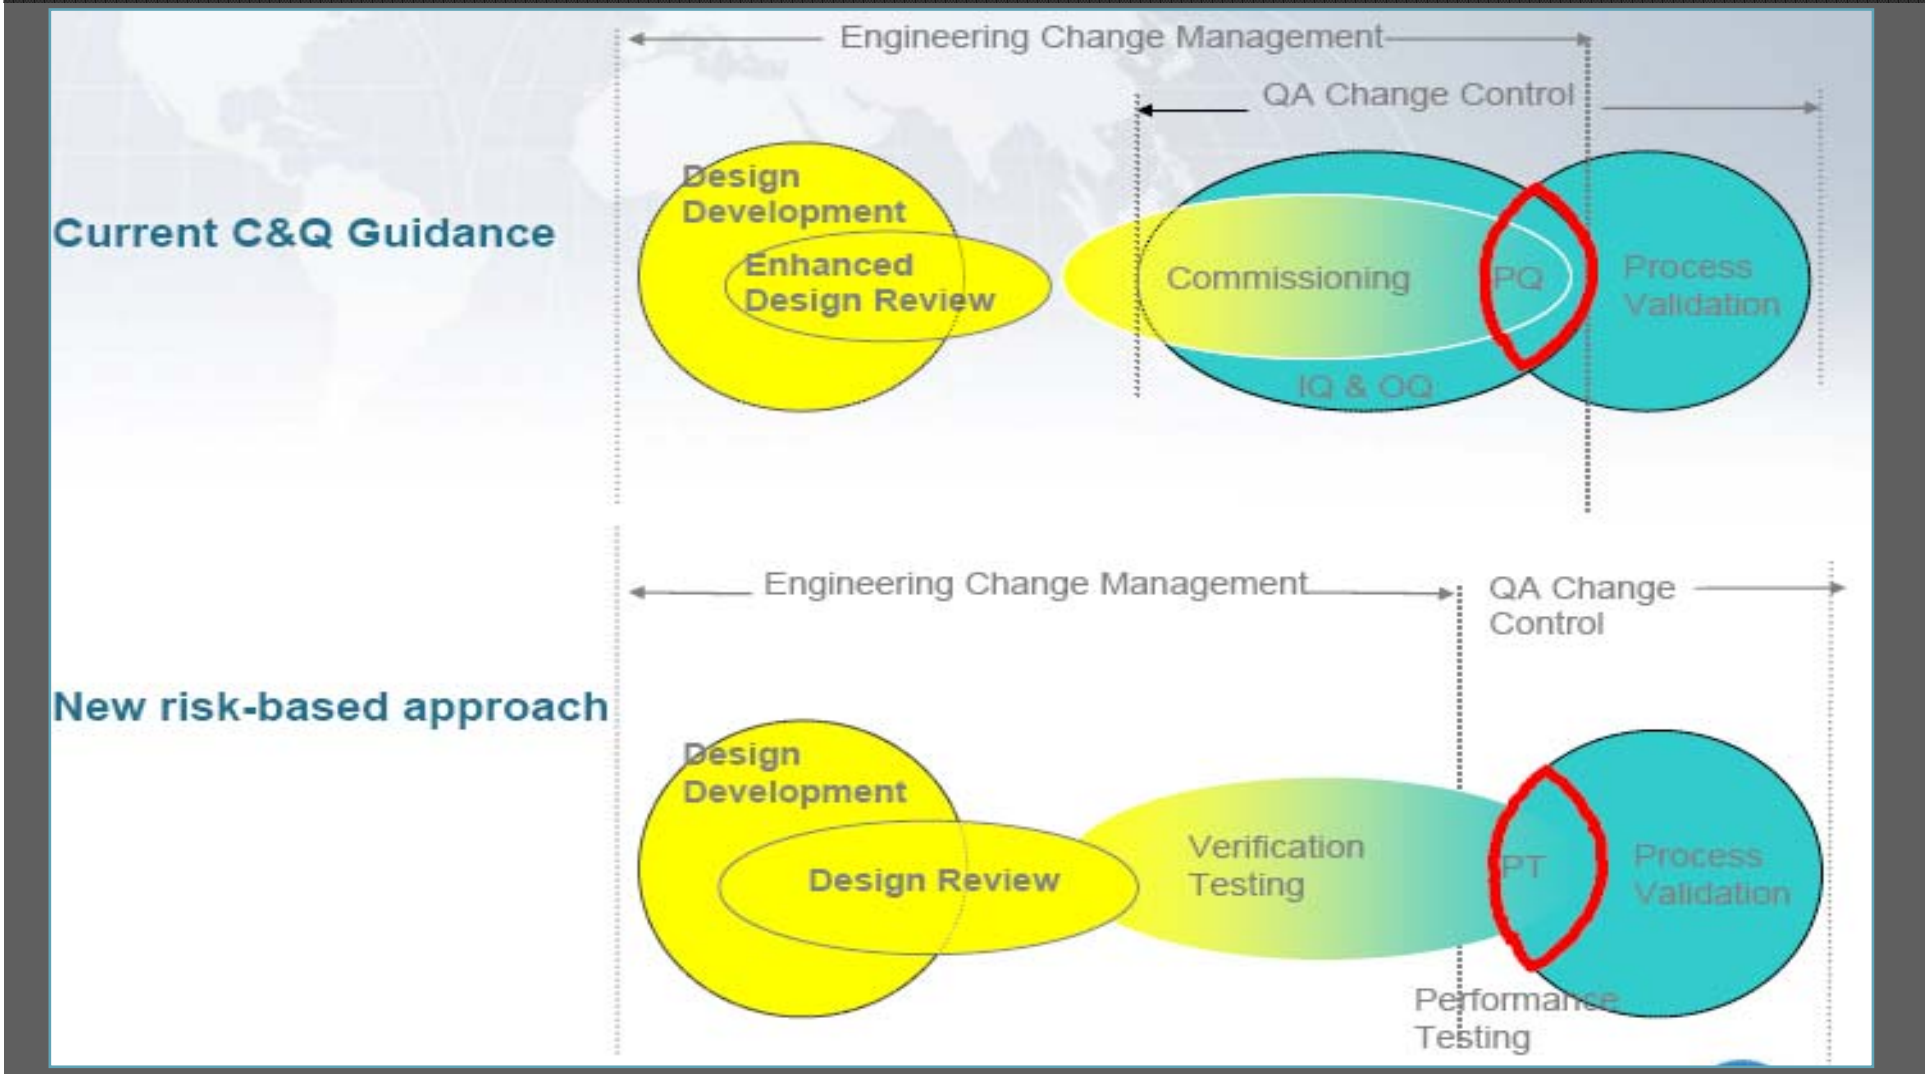 Engineering Change Management
QA Change Control
Design
Development
Enhanced
Design Review
Current C&Q Guidance
Commissioning
PQ
Process
Validation
IQ & OQ
Engineering Change Management
QA Change
Control
New risk-based approach
Design
Development
Design Review
Verification
Testing
PT
Process
Validation
Performance
Testing